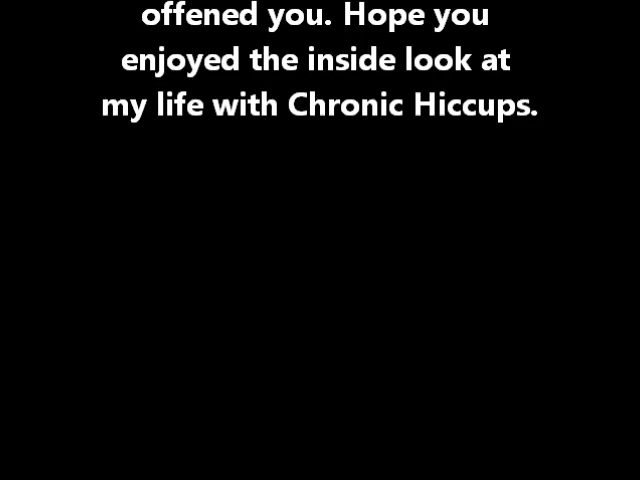 offened you. Hope you
enjoyed the inside look at
my life with Chronic Hiccups.